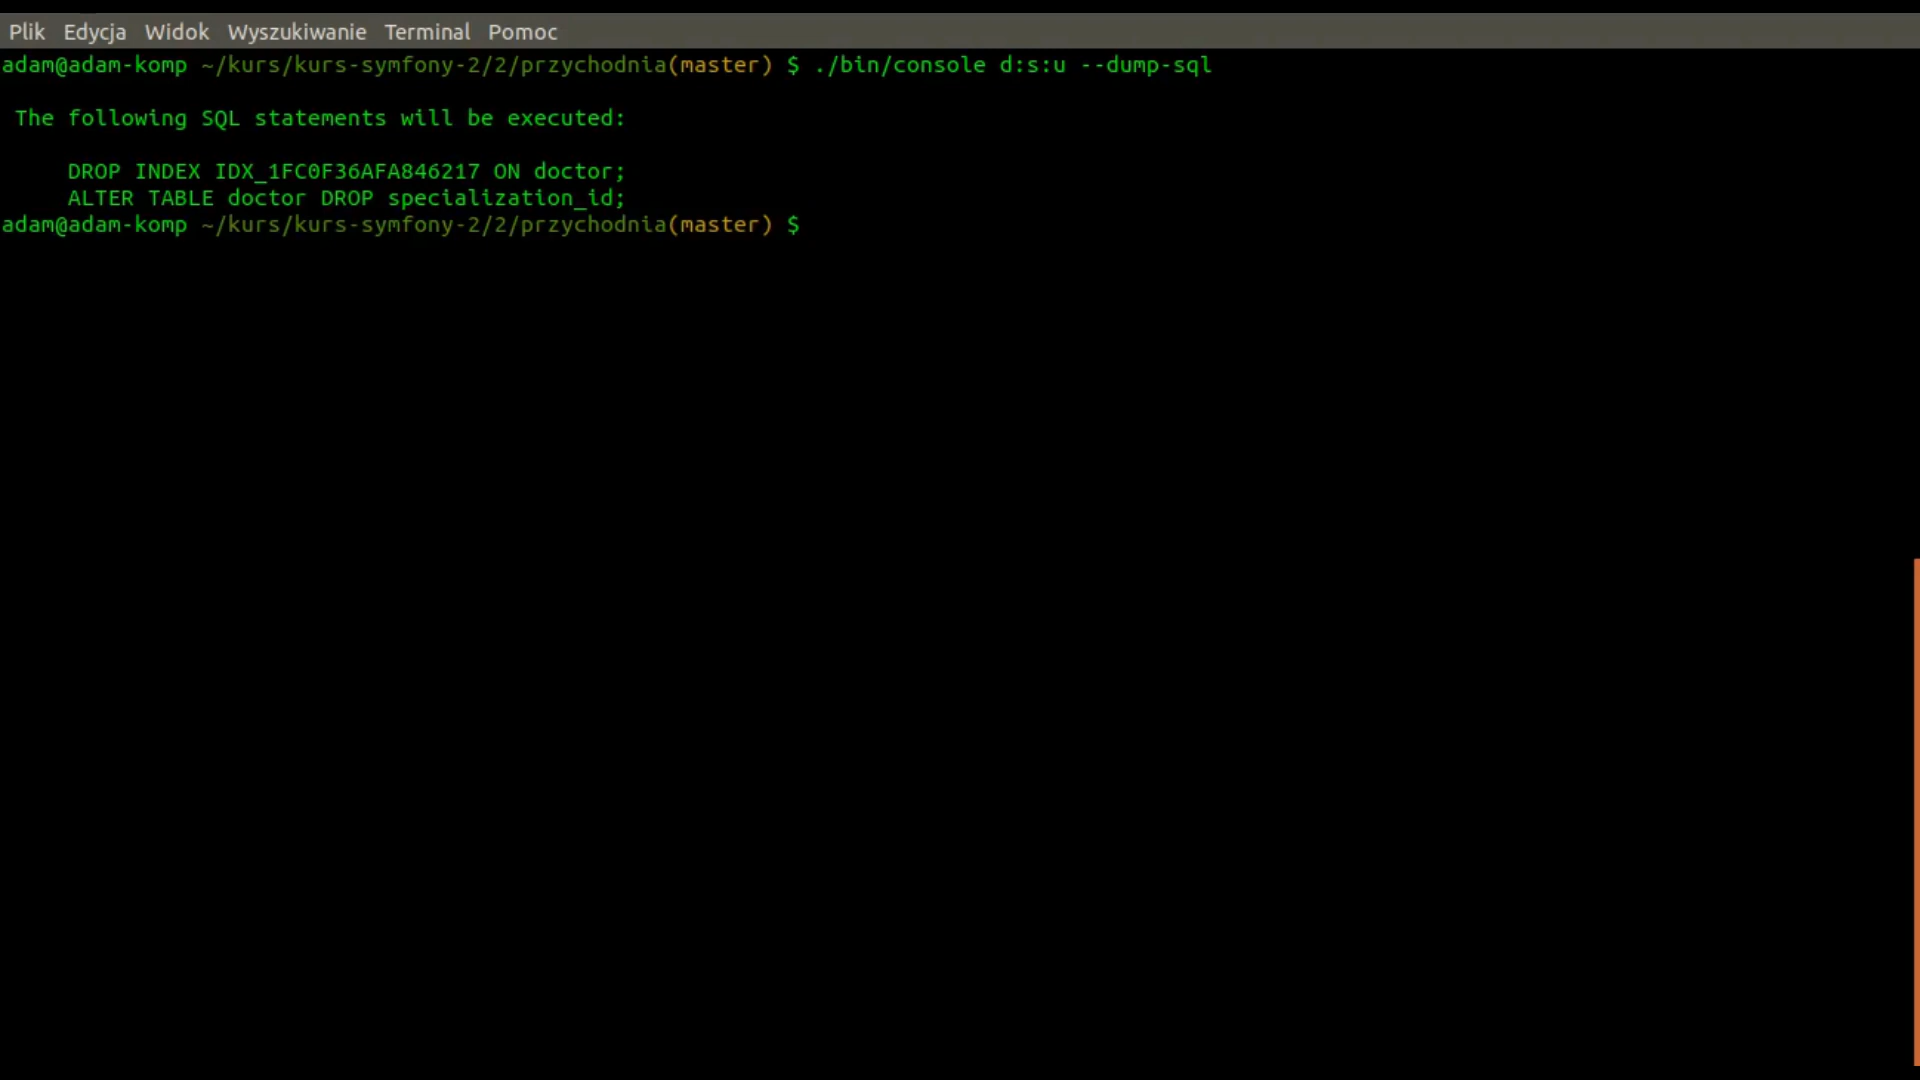 Plik Edycja Widok Wyszukiwanie Terminal Pomoc
adam@adam-komp ~/kurs/kurs-symfony-2/2/przychodnia(master) $ ./bin/console d:s:u --dump-sql
The following SQL statements will be executed:
DROP INDEX IDX_1FC0F36AFA846217 ON doctor;
ALTER TABLE doctor DROP specialization_id;
adam@adam-komp ~/kurs/kurs-symfony-2/2/przychodnia(master) $